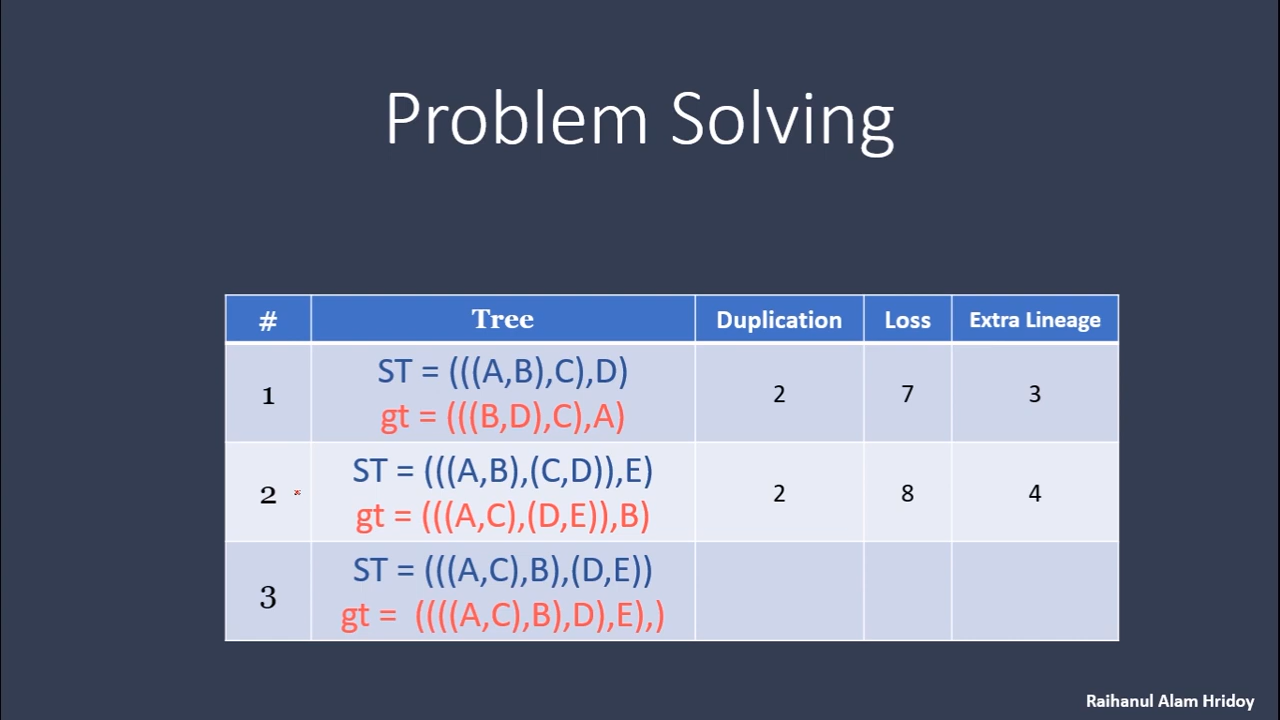 Problem Solving
# Tree Duplication Loss Extra Lineage
1 ST = (((A,B),C),D) 2 7 3
gt = (((B,D),C),A)
2 ST = (((A,B),(C,D)),E) 2 8 4
gt = (((A,C),(D,E)),B)
3 ST = (((A,C),B),(D,E))
gt = ((((A,C),B),D),E),)
Raihanul Alam Hridoy